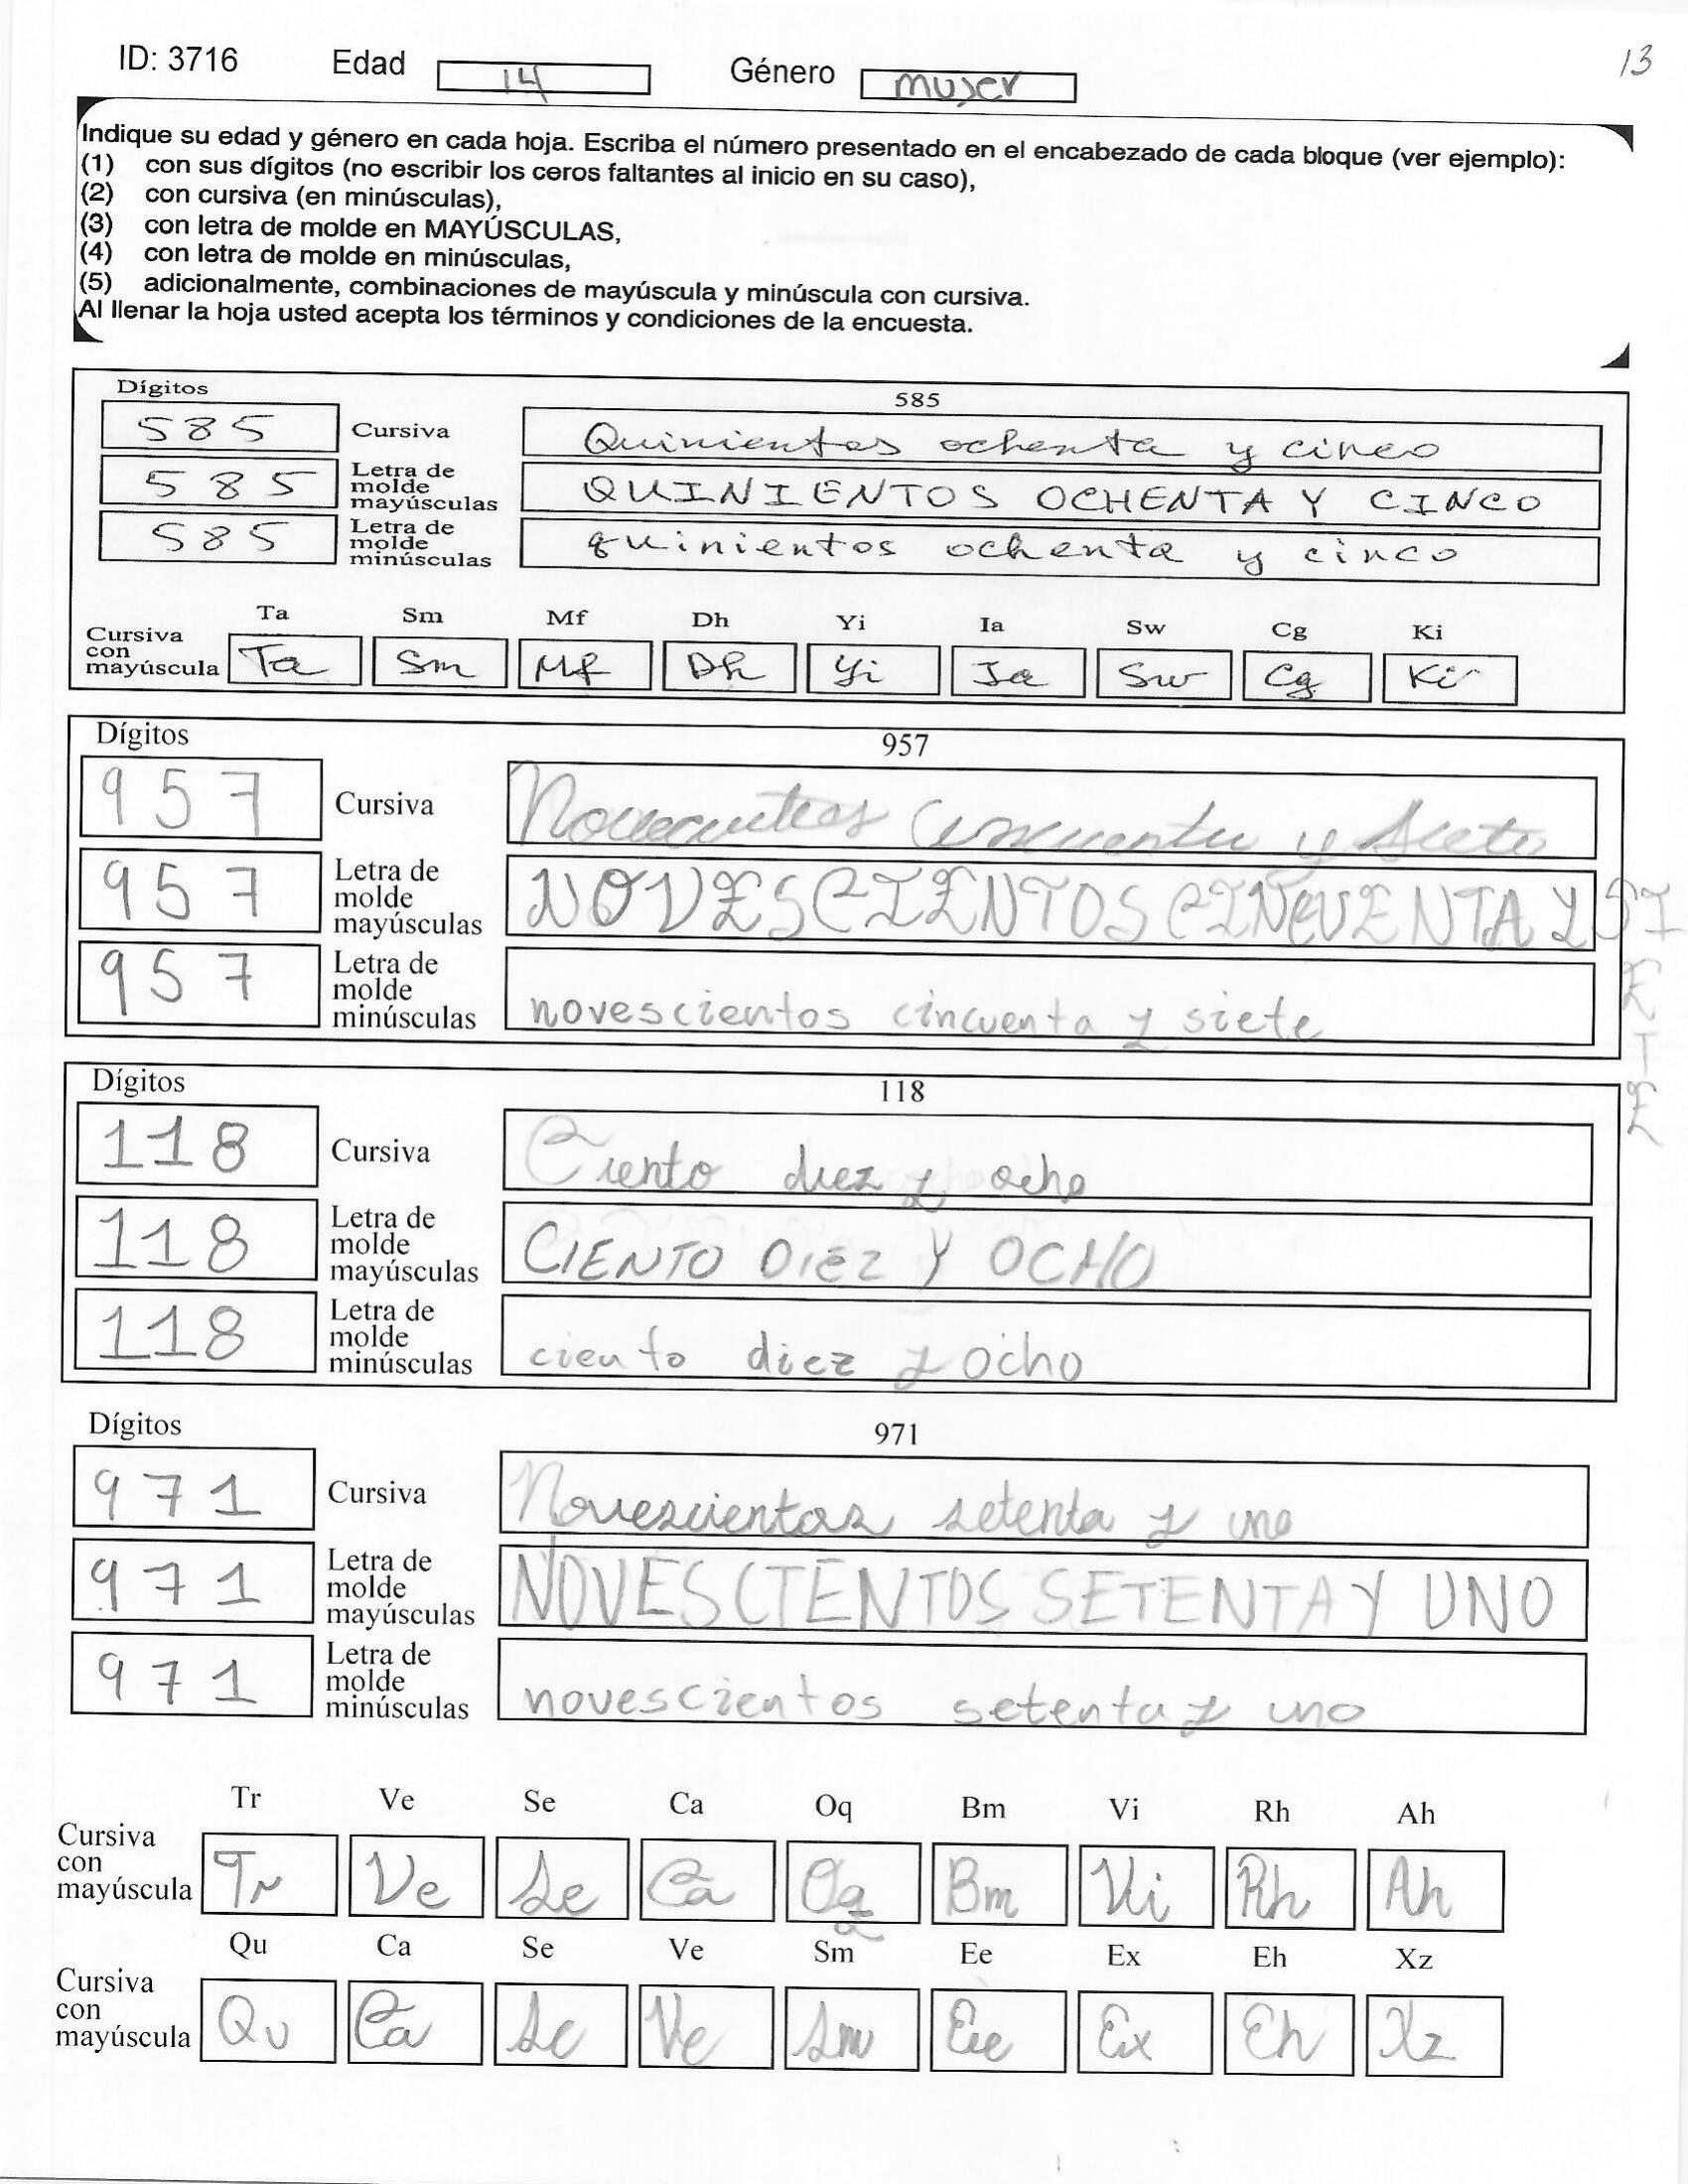 ID: 3716 Edad 14 Género mujer 13
Indique su edad y género en cada hoja. Escriba el número presentado en el encabezado de cada bloque (ver ejemplo):
(1) con sus dígitos (no escribir los ceros faltantes al inicio en su caso),
(2) con cursiva (en minúsculas),
(3) con letra de molde en MAYÚSCULAS,
(4) con letra de molde en minúsculas,
(5) adicionalmente, combinaciones de mayúscula y minúscula con cursiva.
Al llenar la hoja usted acepta los términos y condiciones de la encuesta.
Dígitos 585
585 Cursiva Quinientos ochenta y cinco
585 Letra de molde mayúsculas QUINIENTOS OCHENTA Y CINCO
585 Letra de molde minúsculas quinientos ochenta y cinco
Ta Sm Mf Dh Yi Ia Sw Cg Ki
Cursiva con mayúscula Ta Sm Mf Dh Yi Ia Sw Cg Ki
Dígitos 957
957 Cursiva cincuenta y Siete
957 Letra de molde mayúsculas NOVESCIENTOS CINCUENTA Y SIETE
957 Letra de molde minúsculas novescientos cincuenta y siete
Dígitos 118
118 Cursiva Ciento diez y ocho
118 Letra de molde mayúsculas CIENTO DIEZ Y OCHO
118 Letra de molde minúsculas ciento diez y ocho
Dígitos 971
971 Cursiva Novescientos setenta y uno
971 Letra de molde mayúsculas NOVESCIENTOS SETENTA Y UNO
971 Letra de molde minúsculas novescientos setenta y uno
Tr Ve Se Ca Oq Bm Vi Rh Ah
Cursiva con mayúscula Tr Ve Se Ca Oq Bm Vi Rh Ah
Qu Ca Se Ve Sm Ee Ex Eh Xz
Cursiva con mayúscula Qu Ca Se Ve Sm Ee Ex Eh Xz